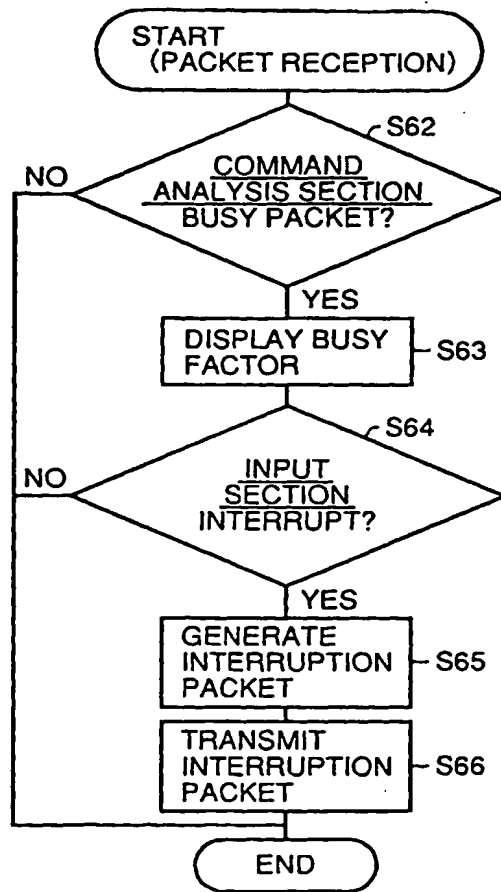 START
(PACKET RECEPTION)
S62
NO
COMMAND
ANALYSIS SECTION
BUSY PACKET?
YES
DISPLAY BUSY
FACTOR
S63
S64
NO
INPUT
SECTION
INTERRUPT?
YES
GENERATE
INTERRUPTION
PACKET
S65
TRANSMIT
INTERRUPTION
PACKET
S66
END